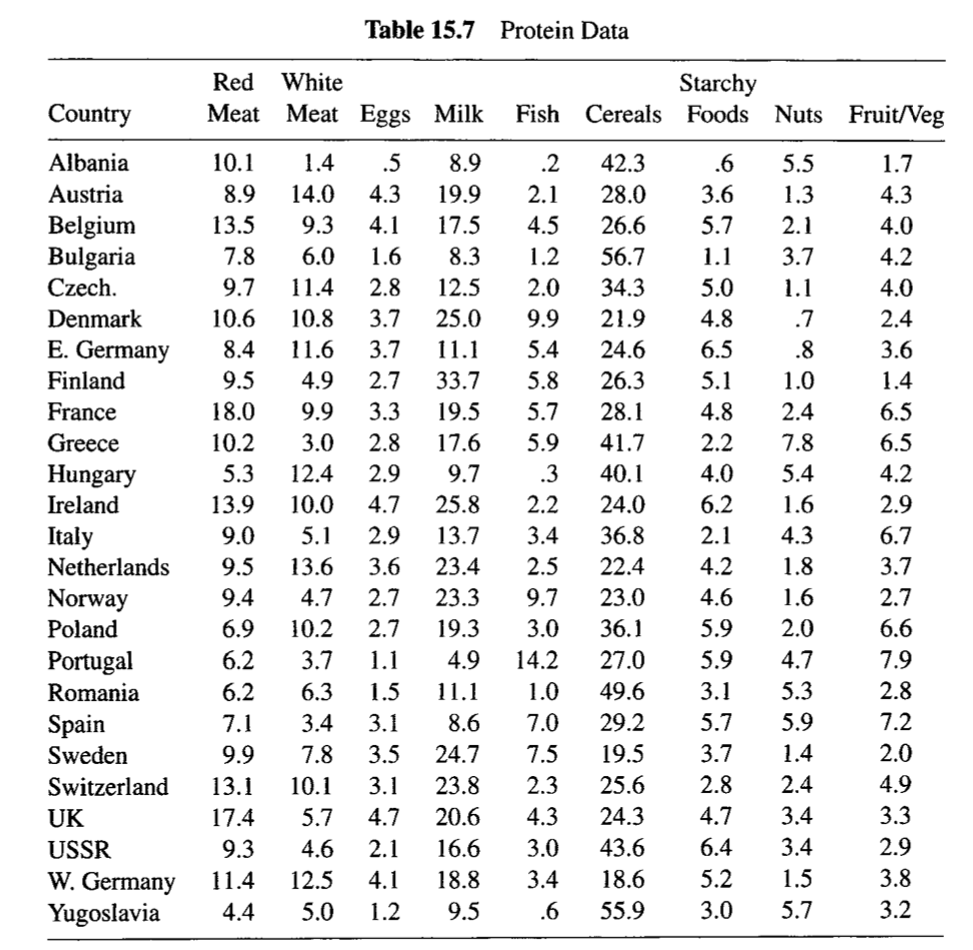 Table 15.7 Protein Data
Red White Starchy
Country Meat Meat Eggs Milk Fish Cereals Foods Nuts Fruit/Veg
Albania 10.1 1.4 .5 8.9 .2 42.3 .6 5.5 1.7
Austria 8.9 14.0 4.3 19.9 2.1 28.0 3.6 1.3 4.3
Belgium 13.5 9.3 4.1 17.5 4.5 26.6 5.7 2.1 4.0
Bulgaria 7.8 6.0 1.6 8.3 1.2 56.7 1.1 3.7 4.2
Czech. 9.7 11.4 2.8 12.5 2.0 34.3 5.0 1.1 4.0
Denmark 10.6 10.8 3.7 25.0 9.9 21.9 4.8 .7 2.4
E. Germany 8.4 11.6 3.7 11.1 5.4 24.6 6.5 .8 3.6
Finland 9.5 4.9 2.7 33.7 5.8 26.3 5.1 1.0 1.4
France 18.0 9.9 3.3 19.5 5.7 28.1 4.8 2.4 6.5
Greece 10.2 3.0 2.8 17.6 5.9 41.7 2.2 7.8 6.5
Hungary 5.3 12.4 2.9 9.7 .3 40.1 4.0 5.4 4.2
Ireland 13.9 10.0 4.7 25.8 2.2 24.0 6.2 1.6 2.9
Italy 9.0 5.1 2.9 13.7 3.4 36.8 2.1 4.3 6.7
Netherlands 9.5 13.6 3.6 23.4 2.5 22.4 4.2 1.8 3.7
Norway 9.4 4.7 2.7 23.3 9.7 23.0 4.6 1.6 2.7
Poland 6.9 10.2 2.7 19.3 3.0 36.1 5.9 2.0 6.6
Portugal 6.2 3.7 1.1 4.9 14.2 27.0 5.9 4.7 7.9
Romania 6.2 6.3 1.5 11.1 1.0 49.6 3.1 5.3 2.8
Spain 7.1 3.4 3.1 8.6 7.0 29.2 5.7 5.9 7.2
Sweden 9.9 7.8 3.5 24.7 7.5 19.5 3.7 1.4 2.0
Switzerland 13.1 10.1 3.1 23.8 2.3 25.6 2.8 2.4 4.9
UK 17.4 5.7 4.7 20.6 4.3 24.3 4.7 3.4 3.3
USSR 9.3 4.6 2.1 16.6 3.0 43.6 6.4 3.4 2.9
W. Germany 11.4 12.5 4.1 18.8 3.4 18.6 5.2 1.5 3.8
Yugoslavia 4.4 5.0 1.2 9.5 .6 55.9 3.0 5.7 3.2